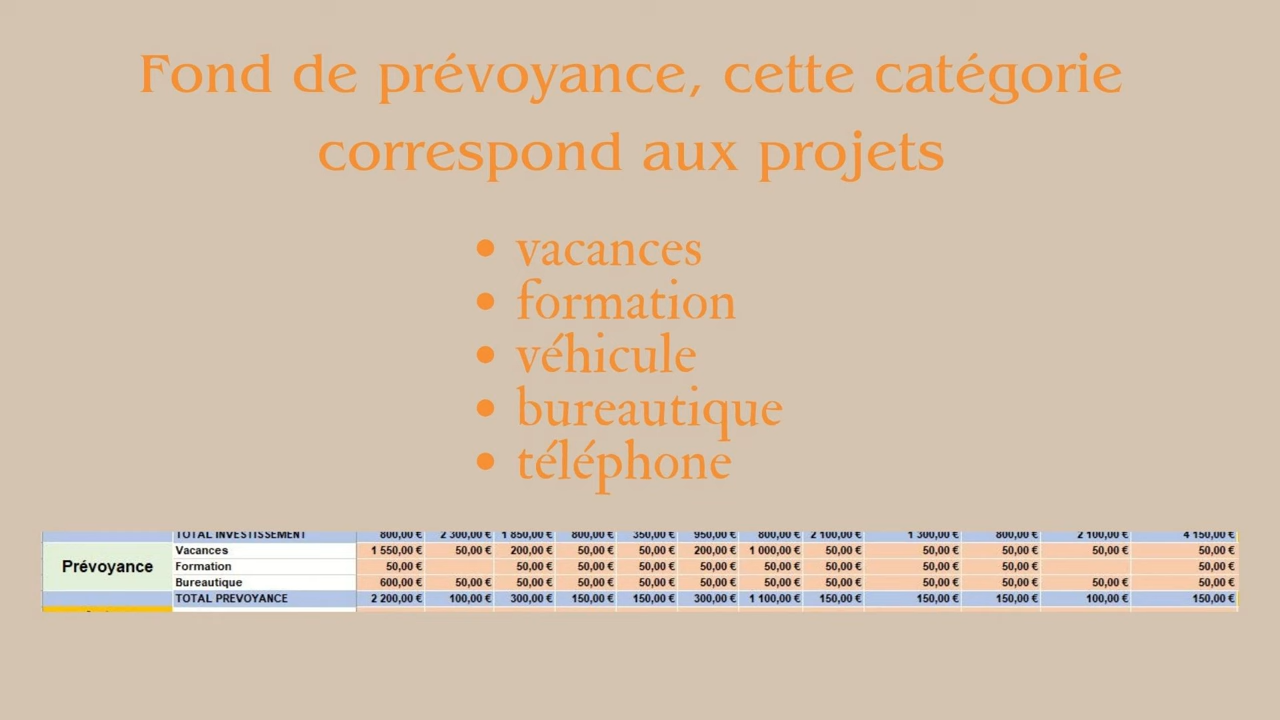 Fond de prévoyance, cette catégorie
correspond aux projets
• vacances
• formation
• véhicule
• bureautique
• téléphone
TOTAL INVESTISSEMENT 800,00 € 2 300,00 € 1 850,00 € 800,00 € 350,00 € 950,00 € 800,00 € 2 100,00 € 1 300,00 € 800,00 € 2 100,00 € 4 150,00 €
Vacances 1 550,00 € 50,00 € 200,00 € 50,00 € 50,00 € 200,00 € 1 000,00 € 50,00 € 50,00 € 50,00 € 50,00 € 50,00 €
Prévoyance Formation 50,00 € 50,00 € 50,00 € 50,00 € 50,00 € 50,00 € 50,00 € 50,00 € 50,00 € 50,00 €
Bureautique 600,00 € 50,00 € 50,00 € 50,00 € 50,00 € 50,00 € 50,00 € 50,00 € 50,00 € 50,00 € 50,00 € 50,00 €
TOTAL PREVOYANCE 2 200,00 € 100,00 € 300,00 € 150,00 € 150,00 € 300,00 € 1 100,00 € 150,00 € 150,00 € 150,00 € 100,00 € 150,00 €